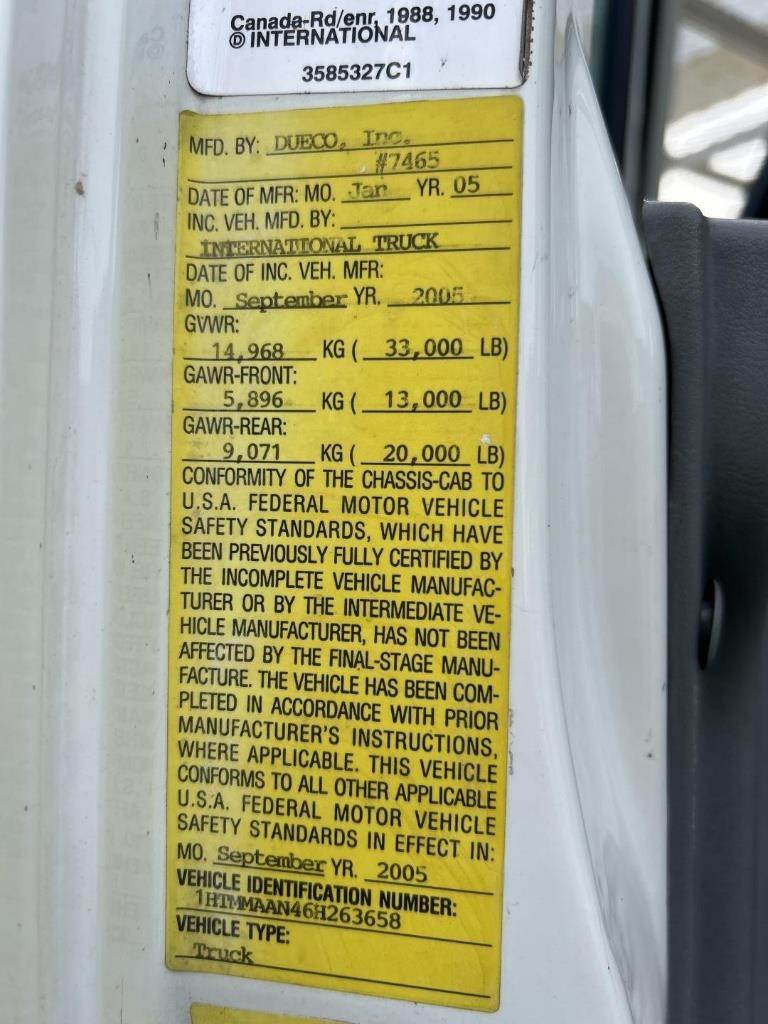 Canada-Rd/enr, 1988, 1990
© INTERNATIONAL
3585327C1
MFD. BY: DUECO, Inc.
#7465
DATE OF MFR: MO. Jan YR. 05
INC. VEH. MFD. BY:
INTERNATIONAL TRUCK
DATE OF INC. VEH. MFR:
MO. September YR. 2005
GVWR:
14,968 KG ( 33,000 LB)
GAWR-FRONT:
5,896 KG ( 13,000 LB)
GAWR-REAR:
9,071 KG ( 20,000 LB)
CONFORMITY OF THE CHASSIS-CAB TO
U.S.A. FEDERAL MOTOR VEHICLE
SAFETY STANDARDS, WHICH HAVE
BEEN PREVIOUSLY FULLY CERTIFIED BY
THE INCOMPLETE VEHICLE MANUFAC-
TURER OR BY THE INTERMEDIATE VE-
HICLE MANUFACTURER, HAS NOT BEEN
AFFECTED BY THE FINAL-STAGE MANU-
FACTURE. THE VEHICLE HAS BEEN COM-
PLETED IN ACCORDANCE WITH PRIOR
MANUFACTURER'S INSTRUCTIONS,
WHERE APPLICABLE. THIS VEHICLE
CONFORMS TO ALL OTHER APPLICABLE
U.S.A. FEDERAL MOTOR VEHICLE
SAFETY STANDARDS IN EFFECT IN:
MO. September YR. 2005
VEHICLE IDENTIFICATION NUMBER:
1HTMMAAN46H263658
VEHICLE TYPE:
Truck